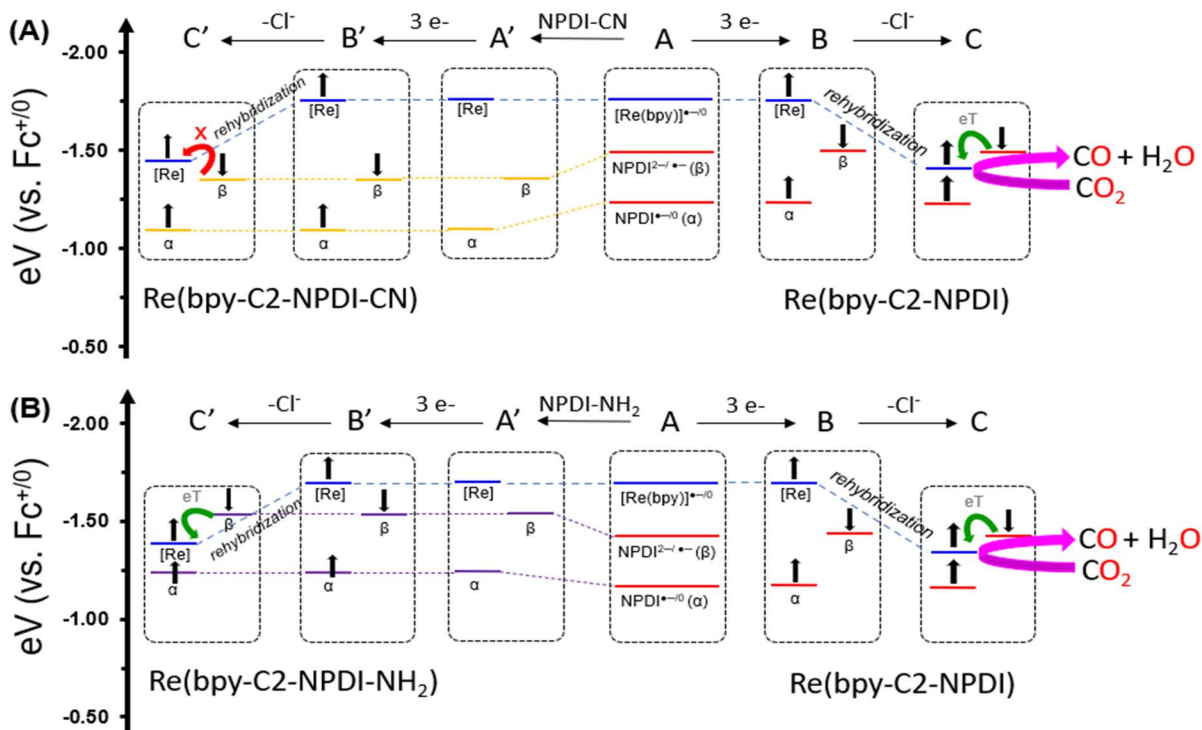 (A)
C’ -Cl⁻ B’ 3 e- A’ NPDI-CN A 3 e- B -Cl⁻ C
eV (vs. Fc⁺/⁰)
-2.00
-1.50
-1.00
-0.50
[Re] x β α
rehybridization
[Re] β α
[Re] β α
[Re(bpy)]•−/0
NPDI2−/•− (β)
NPDI•−/0 (α)
[Re] β α
rehybridization
eT
CO + H₂O
CO₂
Re(bpy-C2-NPDI-CN)
Re(bpy-C2-NPDI)
(B)
C’ -Cl⁻ B’ 3 e- A’ NPDI-NH₂ A 3 e- B -Cl⁻ C
eV (vs. Fc⁺/⁰)
-2.00
-1.50
-1.00
-0.50
eT β [Re] α
rehybridization
[Re] β α
[Re] β α
[Re(bpy)]•−/0
NPDI2−/•− (β)
NPDI•−/0 (α)
[Re] β α
rehybridization
eT
CO + H₂O
CO₂
Re(bpy-C2-NPDI-NH₂)
Re(bpy-C2-NPDI)